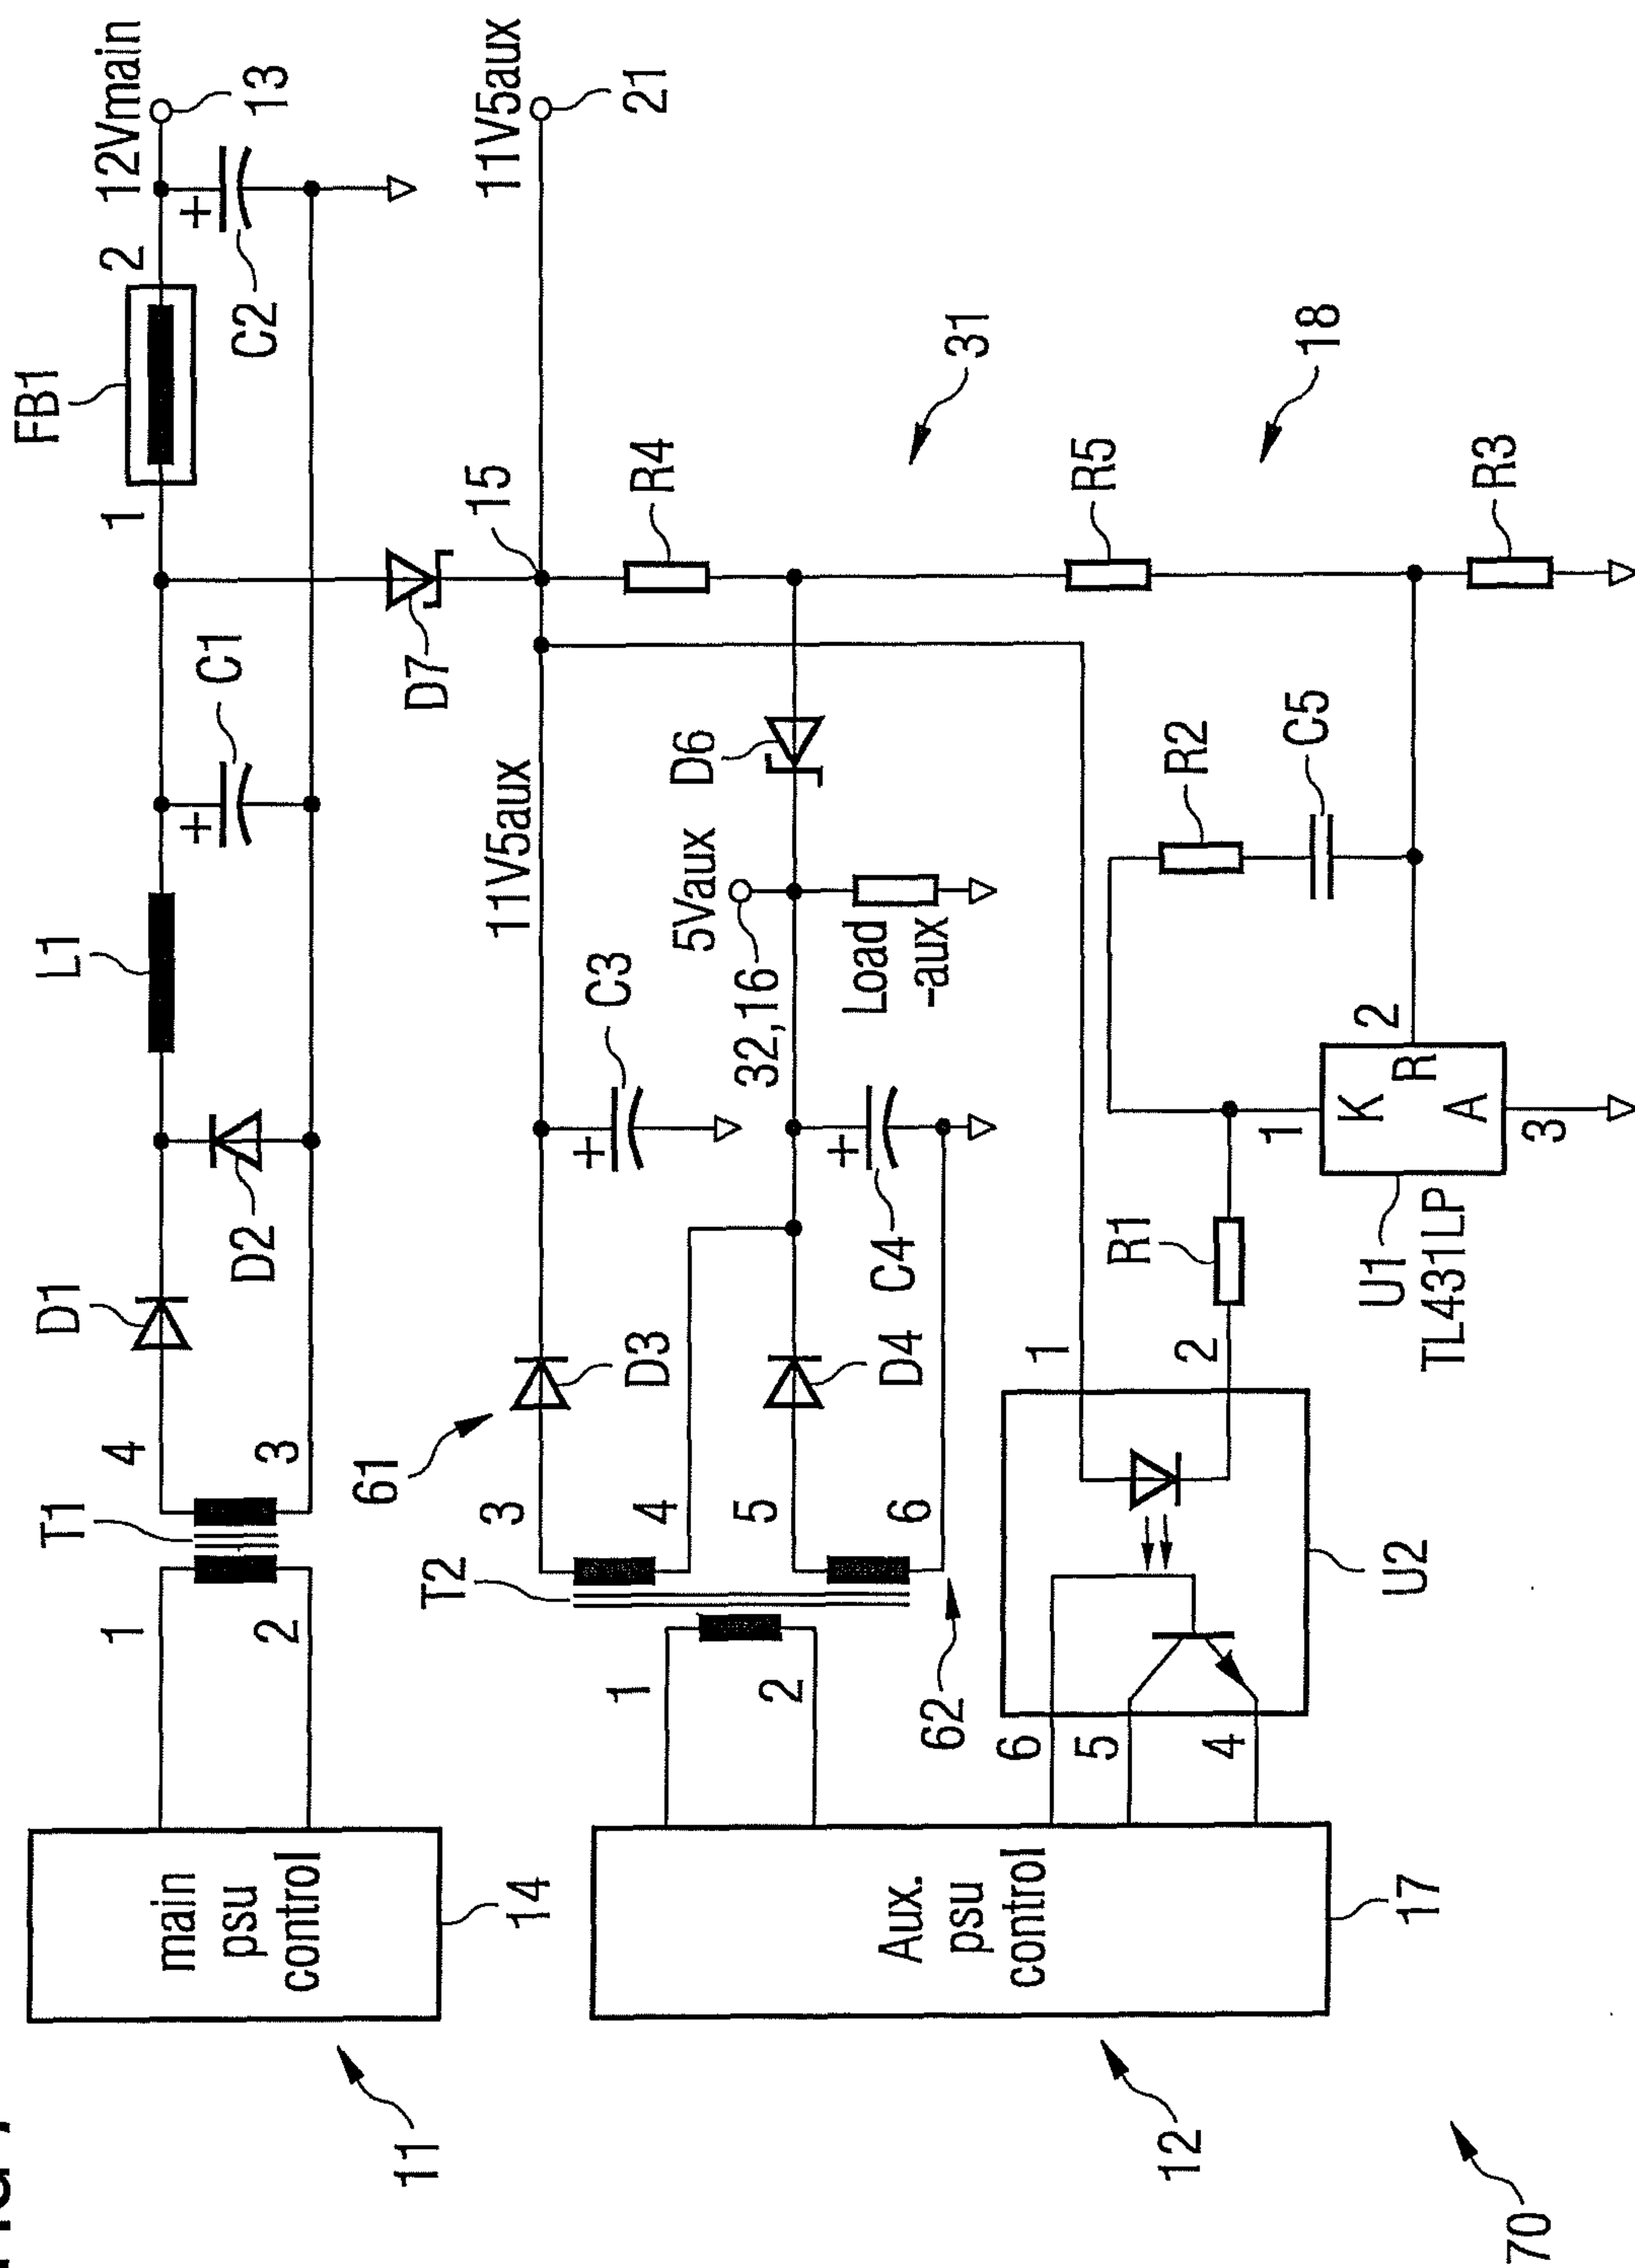 12Vmain
13
FB1
1
2
C2
L1
C1
D1
D2
T1
4
3
1
2
main
psu
control
14
11
11V5aux
21
15
D7
R4
31
11V5aux
C3
D3
61
3
4
5
6
T2
1
2
62
D6
5Vaux
32,16
Load
-aux
C4
D4
R5
18
R3
R2
C5
R1
1
2
U2
6
5
4
K
R
A
1
2
3
U1
TL431LP
Aux.
psu
control
17
12
70